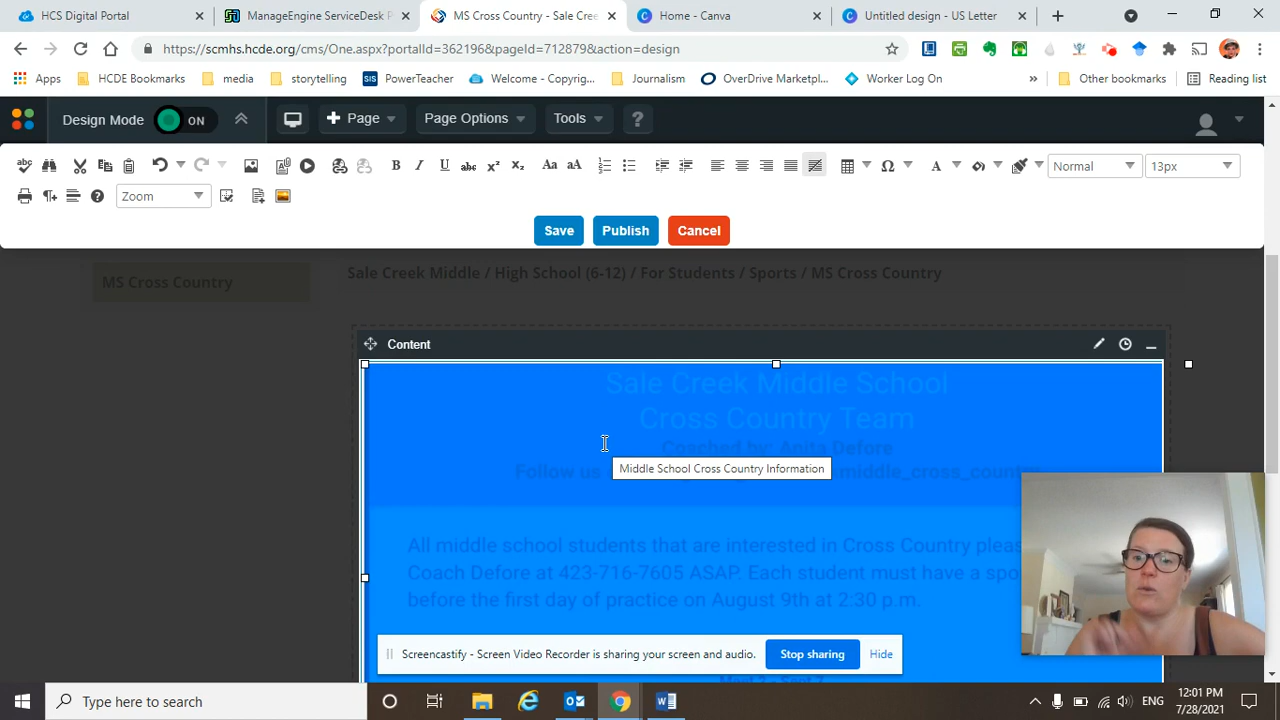 HCS Digital Portal
ManageEngine ServiceDesk P
MS Cross Country - Sale Cree
Home - Canva
Untitled design - US Letter
https://scmhs.hcde.org/cms/One.aspx?portalId=362196&pageId=712879&action=design
Apps
HCDE Bookmarks
media
storytelling
SIS PowerTeacher
Welcome - Copyrig...
Journalism
OverDrive Marketpl...
Worker Log On
»
Other bookmarks
Reading list
Design Mode ON
Page
Page Options
Tools
?
Normal
13px
Zoom
Save
Publish
Cancel
MS Cross Country
Sale Creek Middle / High School (6-12) / For Students / Sports / MS Cross Country
Content
Sale Creek Middle School
Cross Country Team
Coached by: Anita Defore
Middle School Cross Country Information
Follow us
middle_cross_country
All middle school students that are interested in Cross Country pleas
Coach Defore at 423-716-7605 ASAP. Each student must have a spo
before the first day of practice on August 9th at 2:30 p.m.
Screencastify - Screen Video Recorder is sharing your screen and audio.
Stop sharing
Hide
Meet 2 - Sept 7
Type here to search
ENG
12:01 PM
7/28/2021